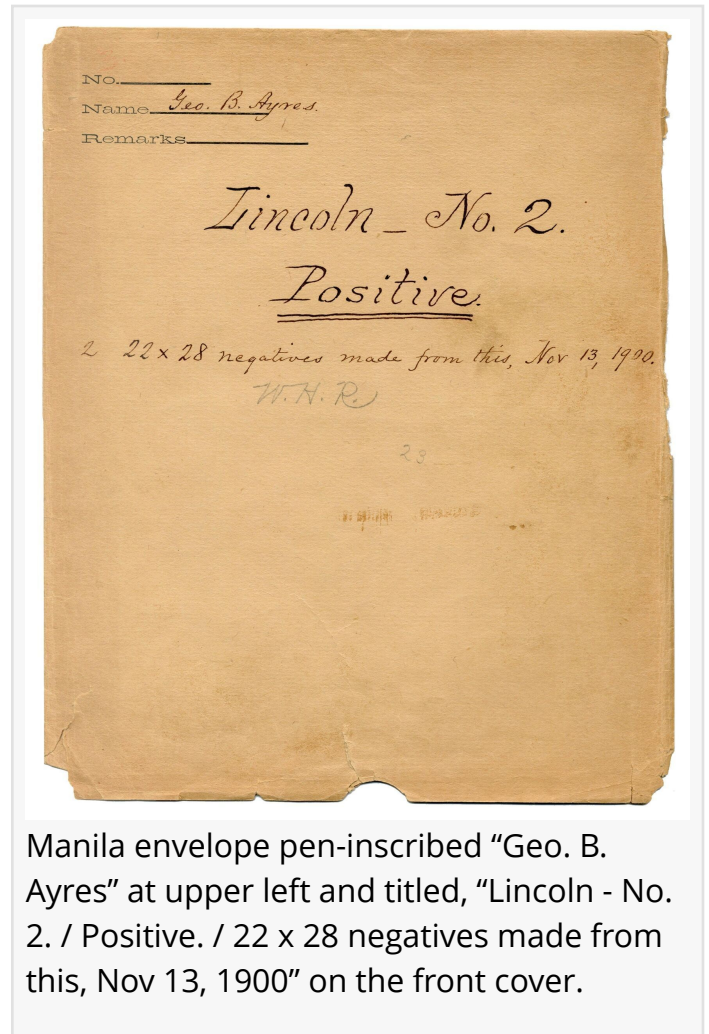 No.
Name Geo. B. Ayres.
Remarks
Lincoln – No. 2.
Positive.
2 22 x 28 negatives made from this, Nov 13, 1900.
W. H. R.
23
Manila envelope pen-inscribed “Geo. B.
Ayres” at upper left and titled, “Lincoln - No.
2. / Positive. / 22 x 28 negatives made from
this, Nov 13, 1900” on the front cover.